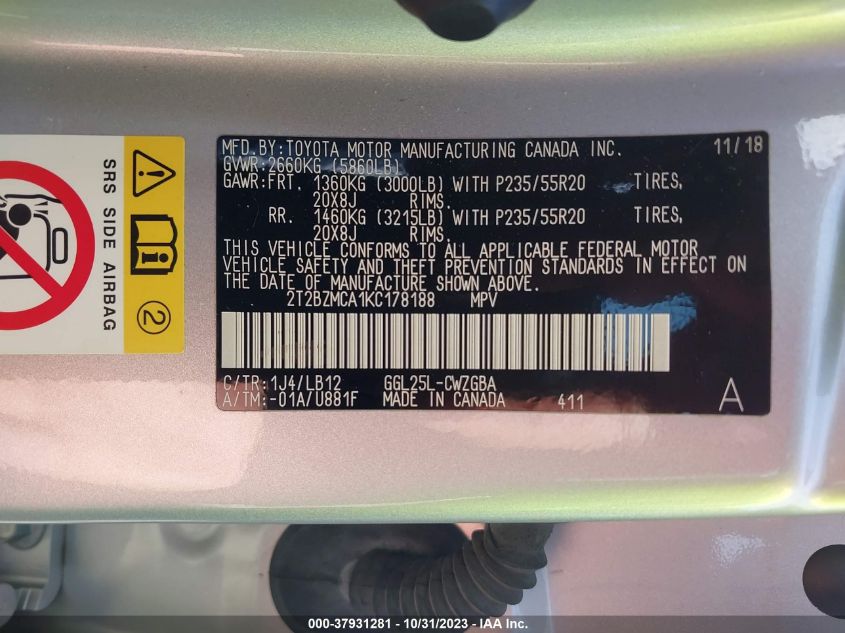 SRS SIDE AIRBAG
2
MFD.BY:TOYOTA MOTOR MANUFACTURING CANADA INC. 11/18
GVWR:2660KG (5860LB)
GAWR:FRT. 1360KG (3000LB) WITH P235/55R20 TIRES,
20X8J RIMS.
RR. 1460KG (3215LB) WITH P235/55R20 TIRES,
20X8J RIMS.
THIS VEHICLE CONFORMS TO ALL APPLICABLE FEDERAL MOTOR
VEHICLE SAFETY AND THEFT PREVENTION STANDARDS IN EFFECT ON
THE DATE OF MANUFACTURE SHOWN ABOVE.
2T2BZMCA1KC178188 MPV
C/TR:1J4/LB12 GGL25L-CWZGBA
A/TM:-01A/U881F MADE IN CANADA 411
A
000-37931281 - 10/31/2023 - IAA Inc.